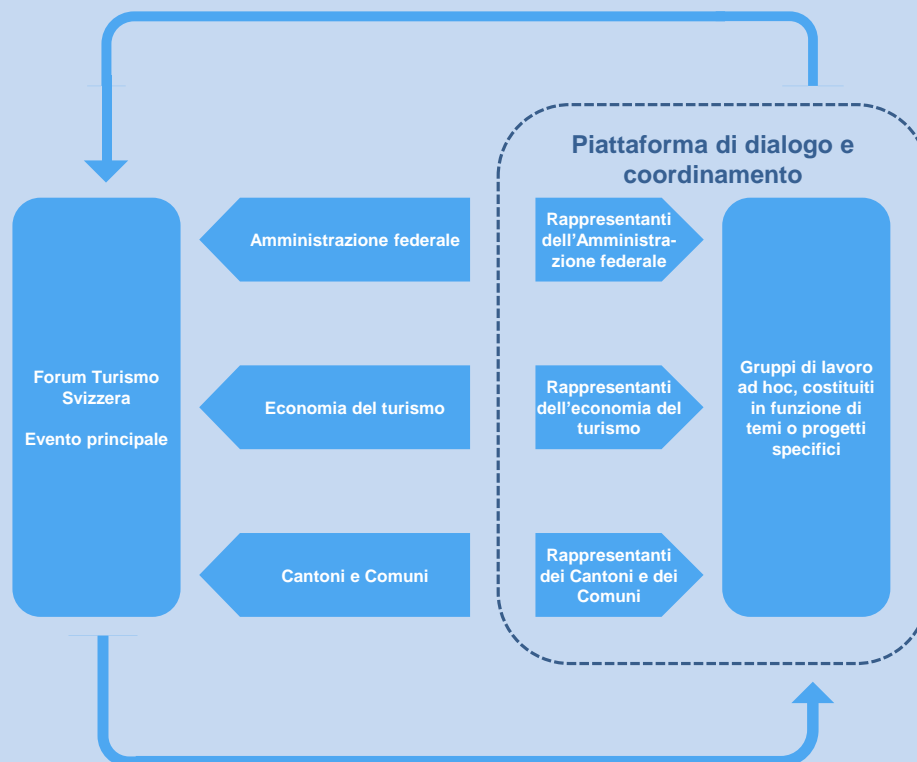 Piattaforma di dialogo e
coordinamento
Forum Turismo
Svizzera
Evento principale
Amministrazione federale
Rappresentanti
dell'Amministra-
zione federale
Economia del turismo
Rappresentanti
dell'economia del
turismo
Cantoni e Comuni
Rappresentanti
dei Cantoni e dei
Comuni
Gruppi di lavoro
ad hoc, costituiti
in funzione di
temi o progetti
specifici